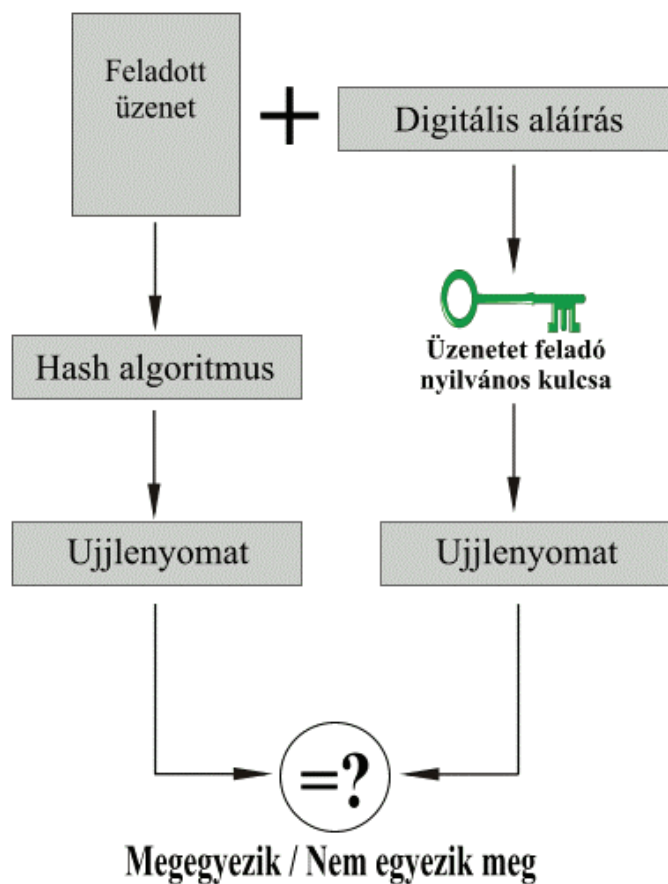 Feladott
üzenet
+
Digitális aláírás
Üzenetet feladó
nyilvános kulcsa
Hash algoritmus
Ujjlenyomat
Ujjlenyomat
=?
Megegyezik / Nem egyezik meg